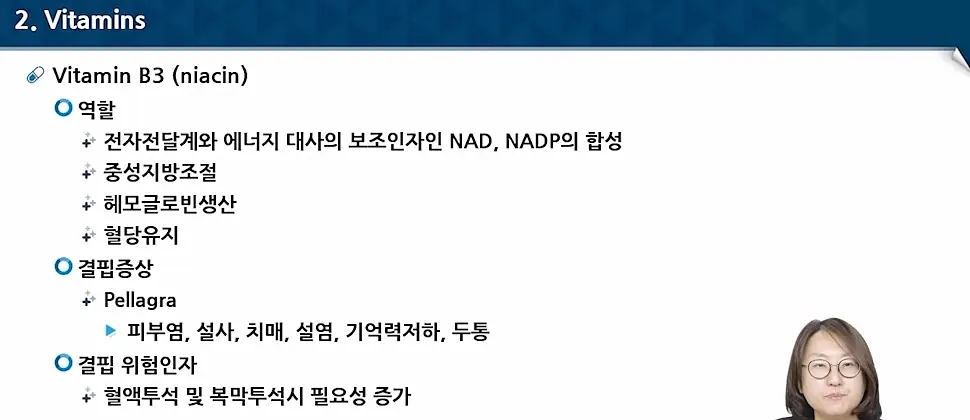 2. Vitamins
Vitamin B3 (niacin)
역할
전자전달계와 에너지 대사의 보조인자인 NAD, NADP의 합성
중성지방조절
헤모글로빈생산
혈당유지
결핍증상
Pellagra
피부염, 설사, 치매, 설염, 기억력저하, 두통
결핍 위험인자
혈액투석 및 복막투석시 필요성 증가